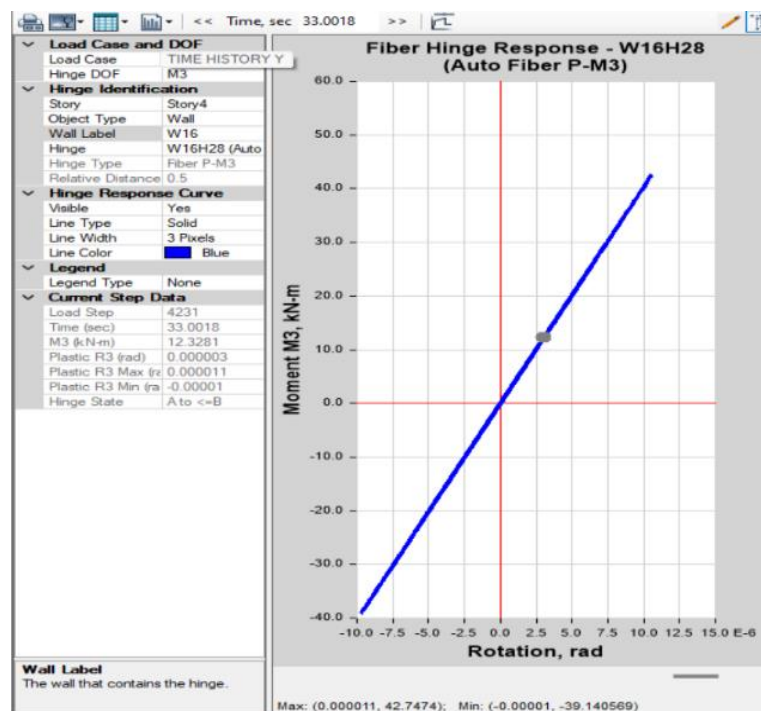 << Time, sec 33.0018 >>
Load Case and DOF
Load Case TIME HISTORY Y
Hinge DOF M3
Hinge Identification
Story Story4
Object Type Wall
Wall Label W16
Hinge W16H28 (Auto
Hinge Type Fiber P-M3
Relative Distance 0.5
Hinge Response Curve
Visible Yes
Line Type Solid
Line Width 3 Pixels
Line Color Blue
Legend
Legend Type None
Current Step Data
Load Step 4231
Time (sec) 33.0018
M3 (kN-m) 12.3281
Plastic R3 (rad) 0.000003
Plastic R3 Max (ra 0.000011
Plastic R3 Min (ra -0.00001
Hinge State A to <=B
Wall Label
The wall that contains the hinge.
Fiber Hinge Response - W16H28
(Auto Fiber P-M3)
60.0
50.0
40.0
30.0
20.0
10.0
0.0
-10.0
-20.0
-30.0
-40.0
Moment M3, kN-m
-10.0 -7.5 -5.0 -2.5 0.0 2.5 5.0 7.5 10.0 12.5 15.0 E-6
Rotation, rad
Max: (0.000011, 42.7474); Min: (-0.00001, -39.140569)